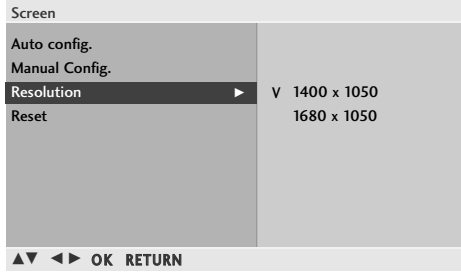 Screen
Auto config.
Manual Config.
Resolution ► V 1400 x 1050
Reset 1680 x 1050
▲▼ ◄► OK RETURN